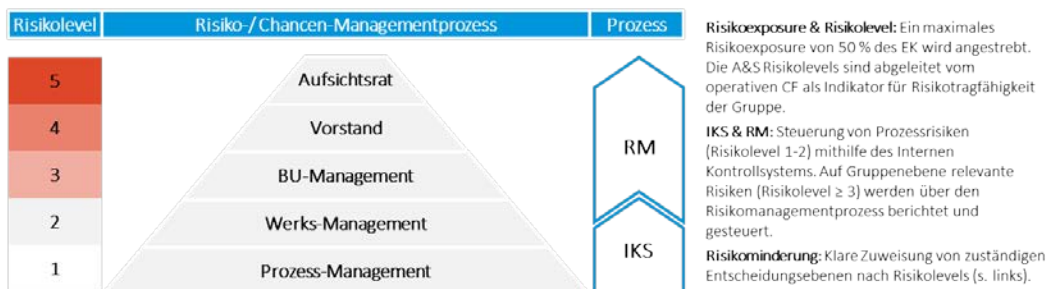 Risikolevel Risiko-/Chancen-Managementprozess Prozess
5 Aufsichtsrat
4 Vorstand
3 BU-Management
2 Werks-Management
1 Prozess-Management
RM
IKS
Risikoexposure & Risikolevel: Ein maximales
Risikoexposure von 50 % des EK wird angestrebt.
Die A&S Risikolevels sind abgeleitet vom
operativen CF als Indikator für Risikotragfähigkeit
der Gruppe.
IKS & RM: Steuerung von Prozessrisiken
(Risikolevel 1-2) mithilfe des Internen
Kontrollsystems. Auf Gruppenebene relevante
Risiken (Risikolevel ≥ 3) werden über den
Risikomanagementprozess berichtet und
gesteuert.
Risikominderung: Klare Zuweisung von zuständigen
Entscheidungsebenen nach Risikolevels (s. links).